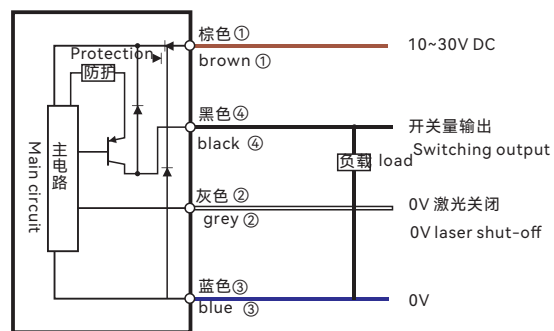 棕色①
brown ①
10~30V DC
Protection
防护
黑色④
black ④
开关量输出
Switching output
主电路
Main circuit
负载 load
灰色②
grey ②
0V 激光关闭
0V laser shut-off
蓝色③
blue ③
0V